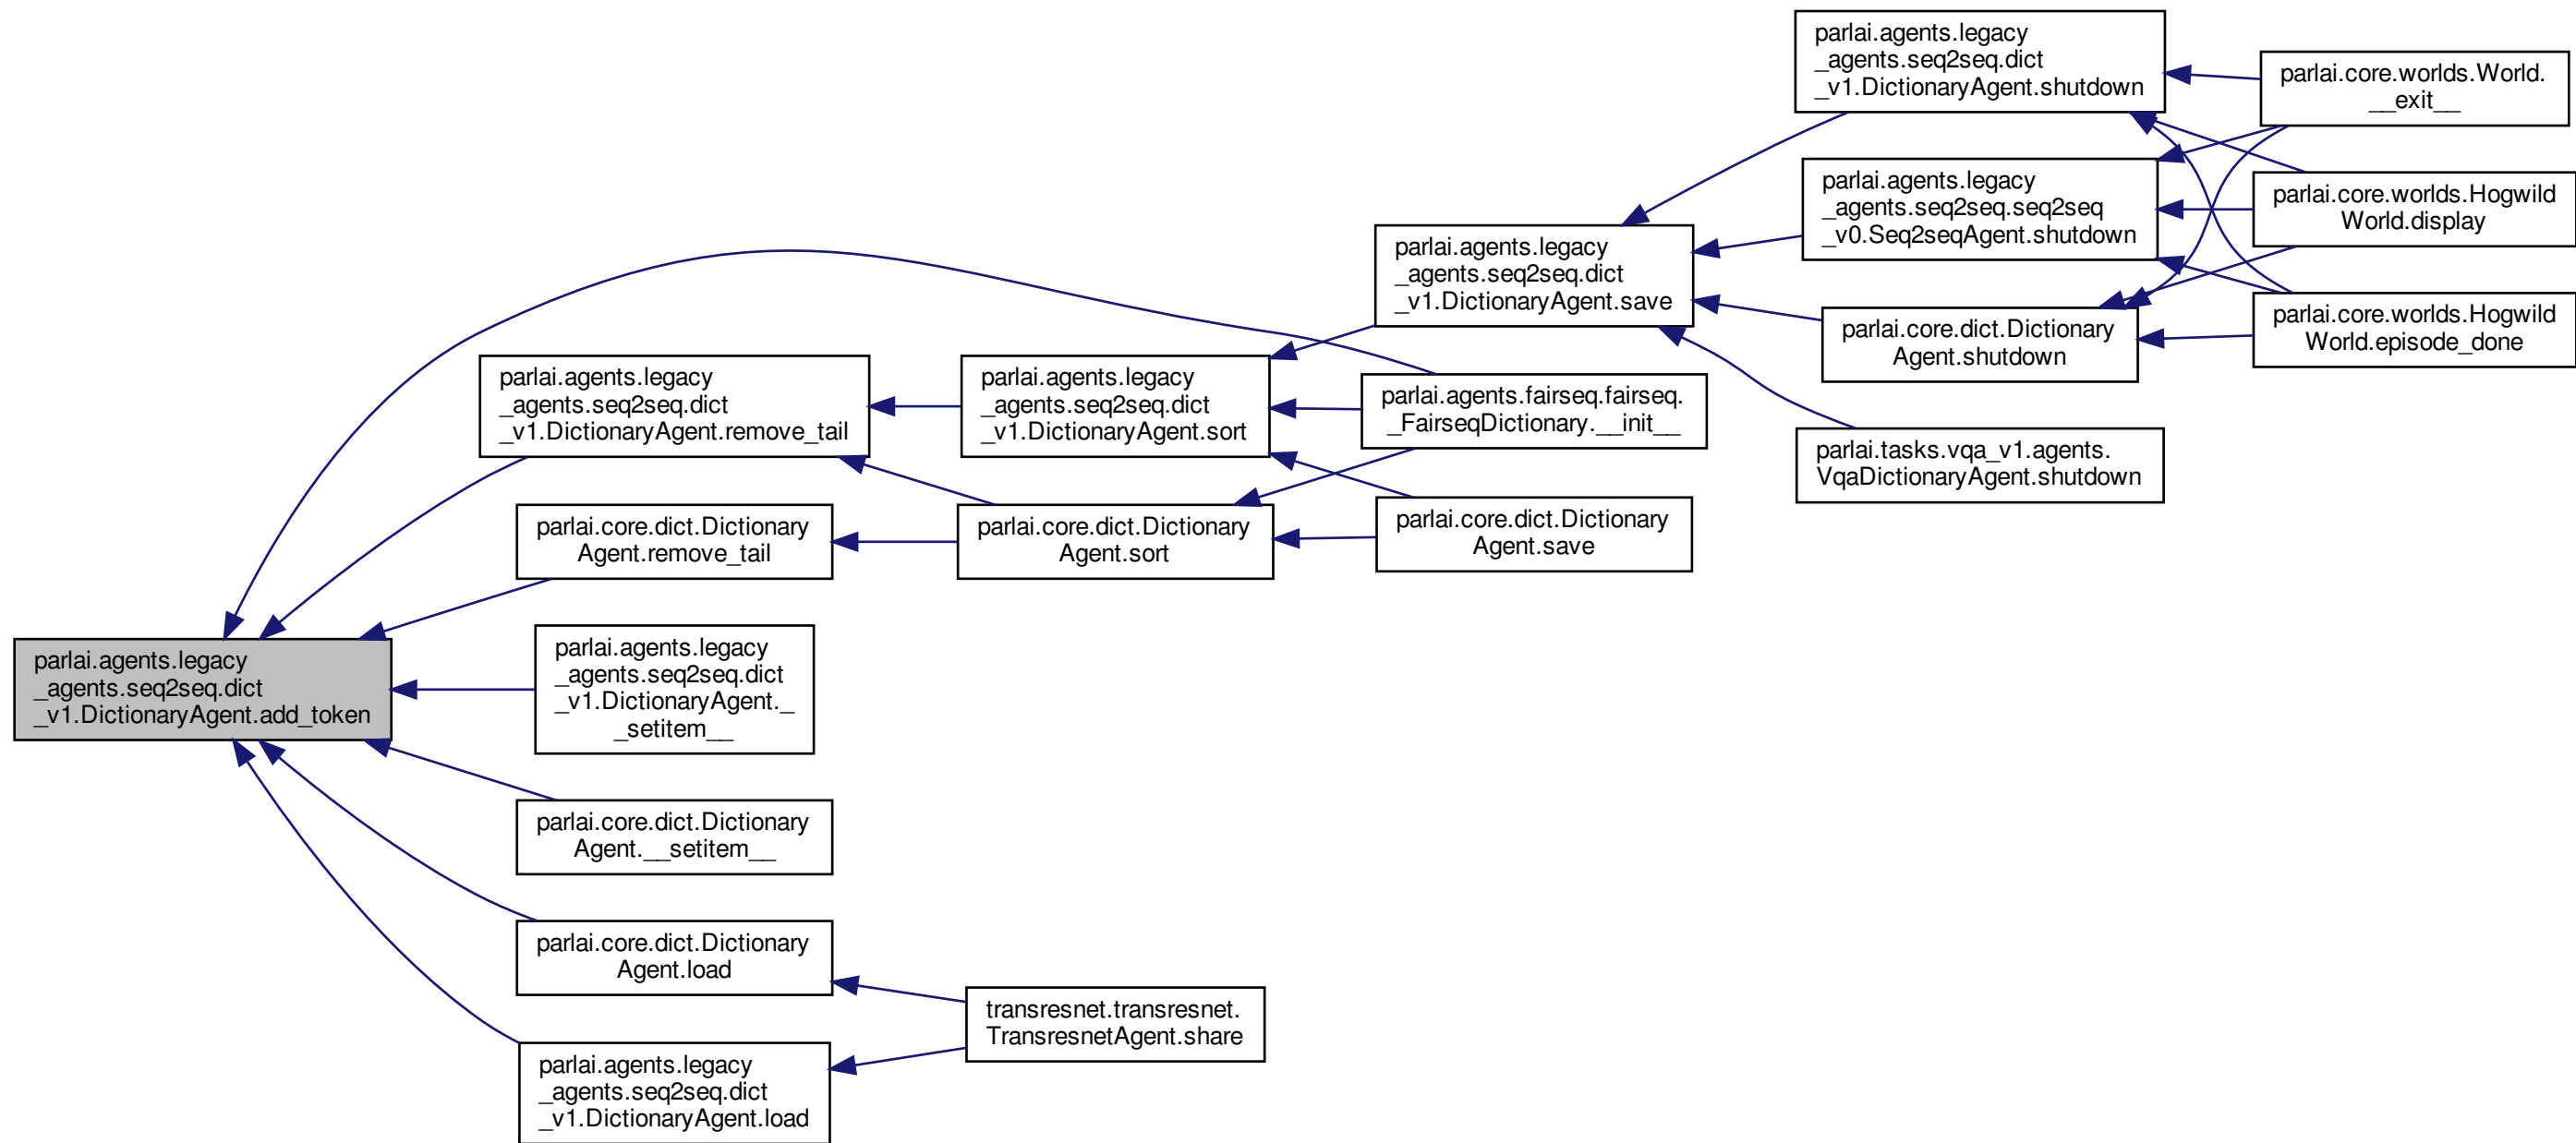 parlai.agents.legacy
_agents.seq2seq.dict
_v1.DictionaryAgent.add_token
parlai.agents.legacy
_agents.seq2seq.dict
_v1.DictionaryAgent.remove_tail
parlai.core.dict.Dictionary
Agent.remove_tail
parlai.agents.legacy
_agents.seq2seq.dict
_v1.DictionaryAgent._
_setitem__
parlai.core.dict.Dictionary
Agent.__setitem__
parlai.core.dict.Dictionary
Agent.load
parlai.agents.legacy
_agents.seq2seq.dict
_v1.DictionaryAgent.load
parlai.agents.legacy
_agents.seq2seq.dict
_v1.DictionaryAgent.sort
parlai.core.dict.Dictionary
Agent.sort
transresnet.transresnet.
TransresnetAgent.share
parlai.agents.legacy
_agents.seq2seq.dict
_v1.DictionaryAgent.save
parlai.agents.fairseq.fairseq.
_FairseqDictionary.__init__
parlai.core.dict.Dictionary
Agent.save
parlai.agents.legacy
_agents.seq2seq.dict
_v1.DictionaryAgent.shutdown
parlai.agents.legacy
_agents.seq2seq.seq2seq
_v0.Seq2seqAgent.shutdown
parlai.core.dict.Dictionary
Agent.shutdown
parlai.tasks.vqa_v1.agents.
VqaDictionaryAgent.shutdown
parlai.core.worlds.World.
__exit__
parlai.core.worlds.Hogwild
World.display
parlai.core.worlds.Hogwild
World.episode_done